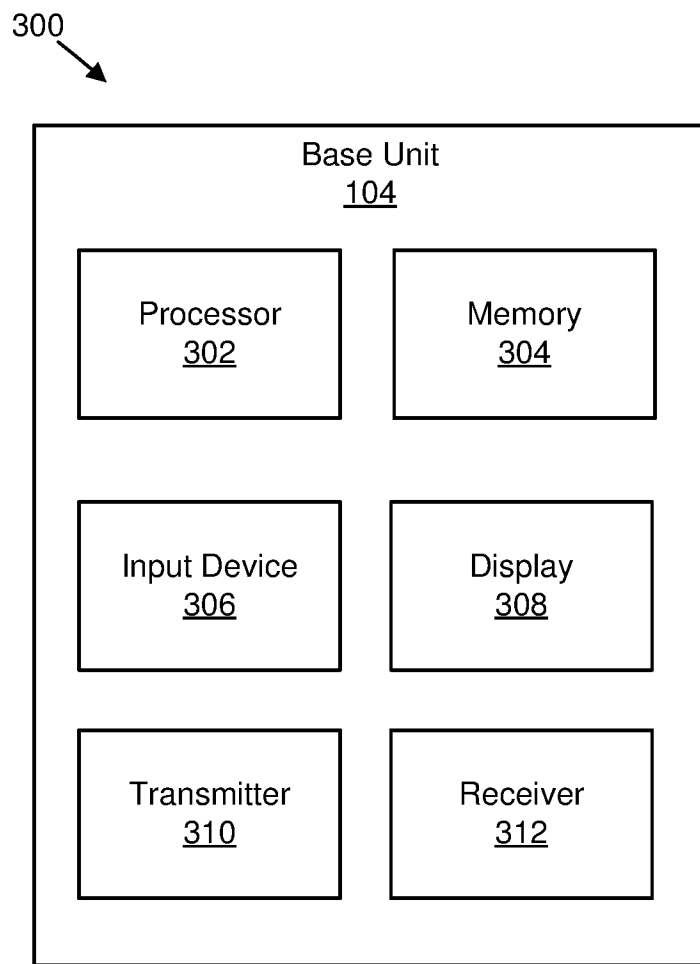 300
Base Unit
104
Processor
302
Memory
304
Input Device
306
Display
308
Transmitter
310
Receiver
312